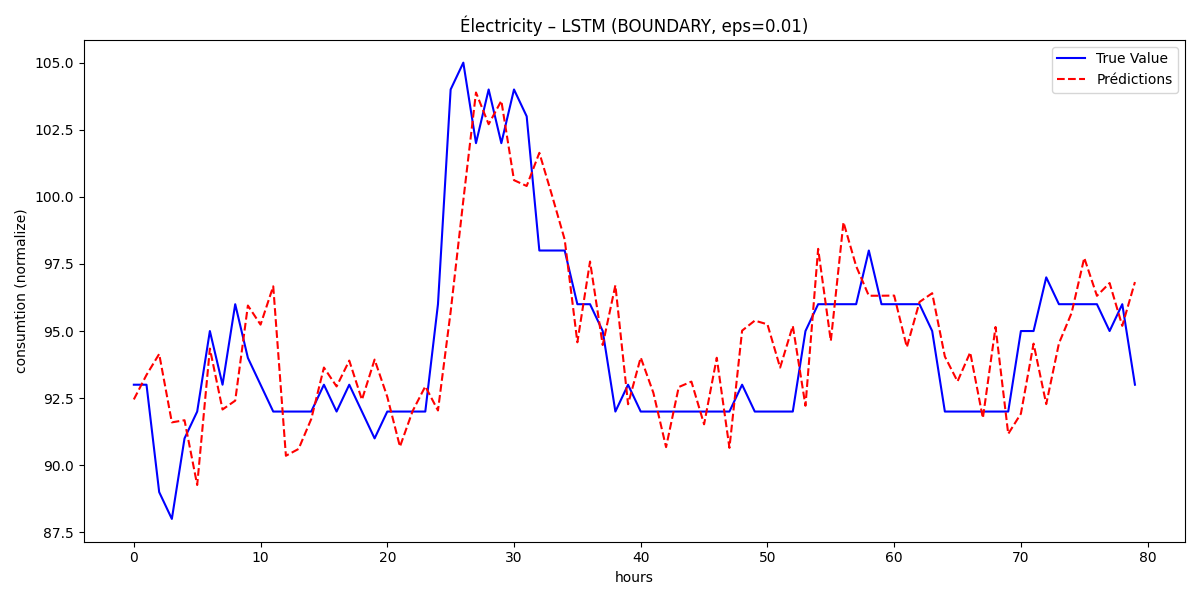 Électricity – LSTM (BOUNDARY, eps=0.01)
True Value
Prédictions
consumtion (normalize)
105.0
102.5
100.0
97.5
95.0
92.5
90.0
87.5
0 10 20 30 40 50 60 70 80
hours